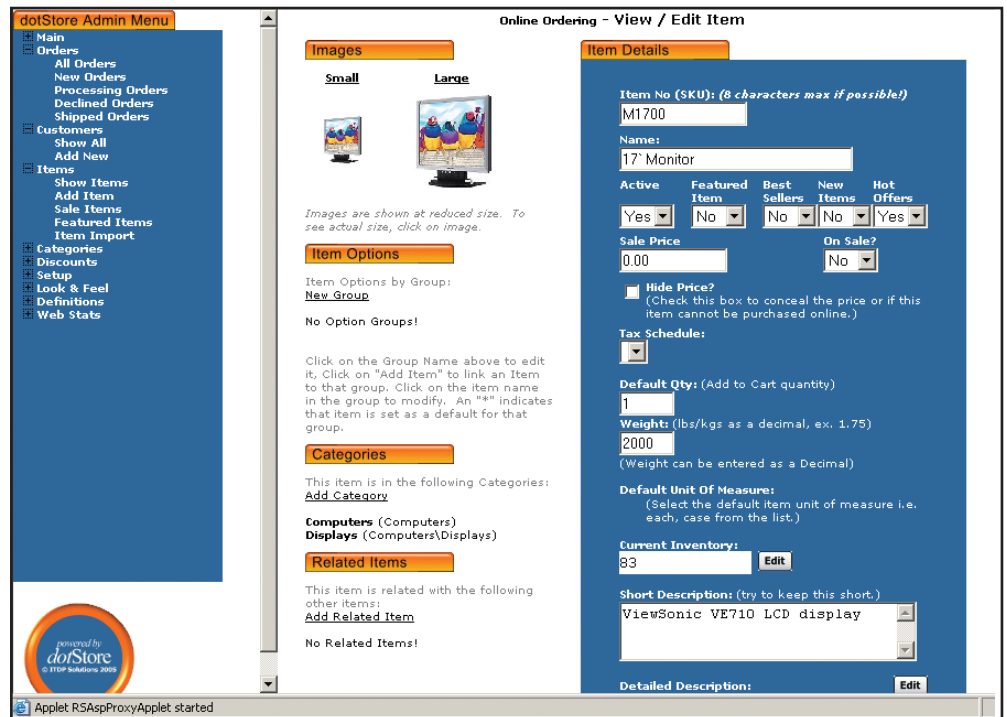 dotStore Admin Menu
Main
Orders
All Orders
New Orders
Processing Orders
Declined Orders
Shipped Orders
Customers
Show All
Add New
Items
Show Items
Add Item
Sale Items
Featured Items
Item Import
Categories
Discounts
Setup
Look & Feel
Definitions
Web Stats
powered by
dotStore
© ITDP Solutions 2005
Online Ordering - View / Edit Item
Images
Small Large
Images are shown at reduced size. To
see actual size, click on image.
Item Options
Item Options by Group:
New Group
No Option Groups!
Click on the Group Name above to edit
it, Click on "Add Item" to link an Item
to that group. Click on the item name
in the group to modify. An "*" indicates
that item is set as a default for that
group.
Categories
This item is in the following Categories:
Add Category
Computers (Computers)
Displays (Computers\Displays)
Related Items
This item is related with the following
other items:
Add Related Item
No Related Items!
Item Details
Item No (SKU): (8 characters max if possible!)
M1700
Name:
17` Monitor
Active Featured Item Best Sellers New Items Hot Offers
Yes No No No Yes
Sale Price On Sale?
0.00 No
Hide Price?
(Check this box to conceal the price or if this
item cannot be purchased online.)
Tax Schedule:
Default Qty: (Add to Cart quantity)
1
Weight: (lbs/kgs as a decimal, ex. 1.75)
2000
(Weight can be entered as a Decimal)
Default Unit Of Measure:
(Select the default item unit of measure i.e.
each, case from the list.)
Current Inventory:
83 Edit
Short Description: (try to keep this short.)
ViewSonic VE710 LCD display
Detailed Description: Edit
Applet RSAspProxyApplet started